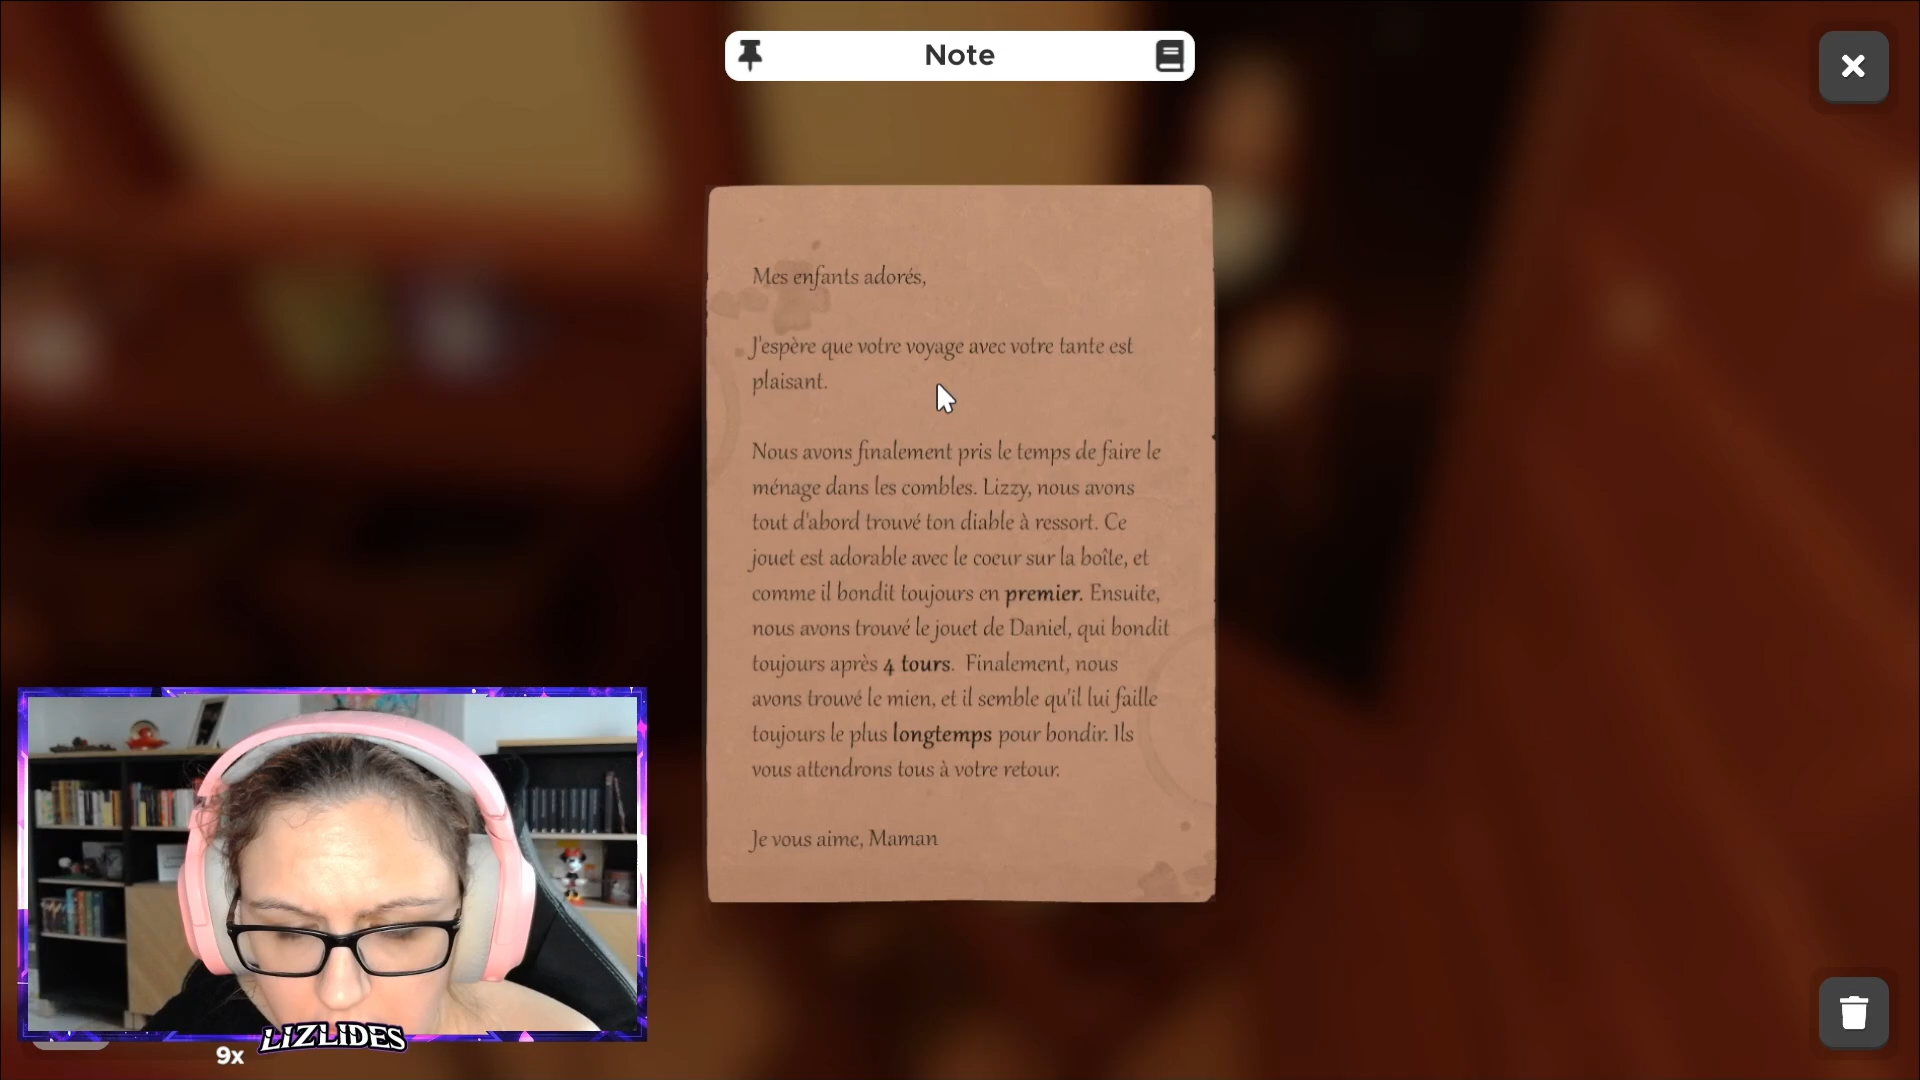 Note
Mes enfants adorés,
J'espère que votre voyage avec votre tante est
plaisant.
Nous avons finalement pris le temps de faire le
ménage dans les combles. Lizzy, nous avons
tout d'abord trouvé ton diable à ressort. Ce
jouet est adorable avec le coeur sur la boîte, et
comme il bondit toujours en premier. Ensuite,
nous avons trouvé le jouet de Daniel, qui bondit
toujours après 4 tours. Finalement, nous
avons trouvé le mien, et il semble qu'il lui faille
toujours le plus longtemps pour bondir. Ils
vous attendrons tous à votre retour.
Je vous aime, Maman
LIZLIDES
9x